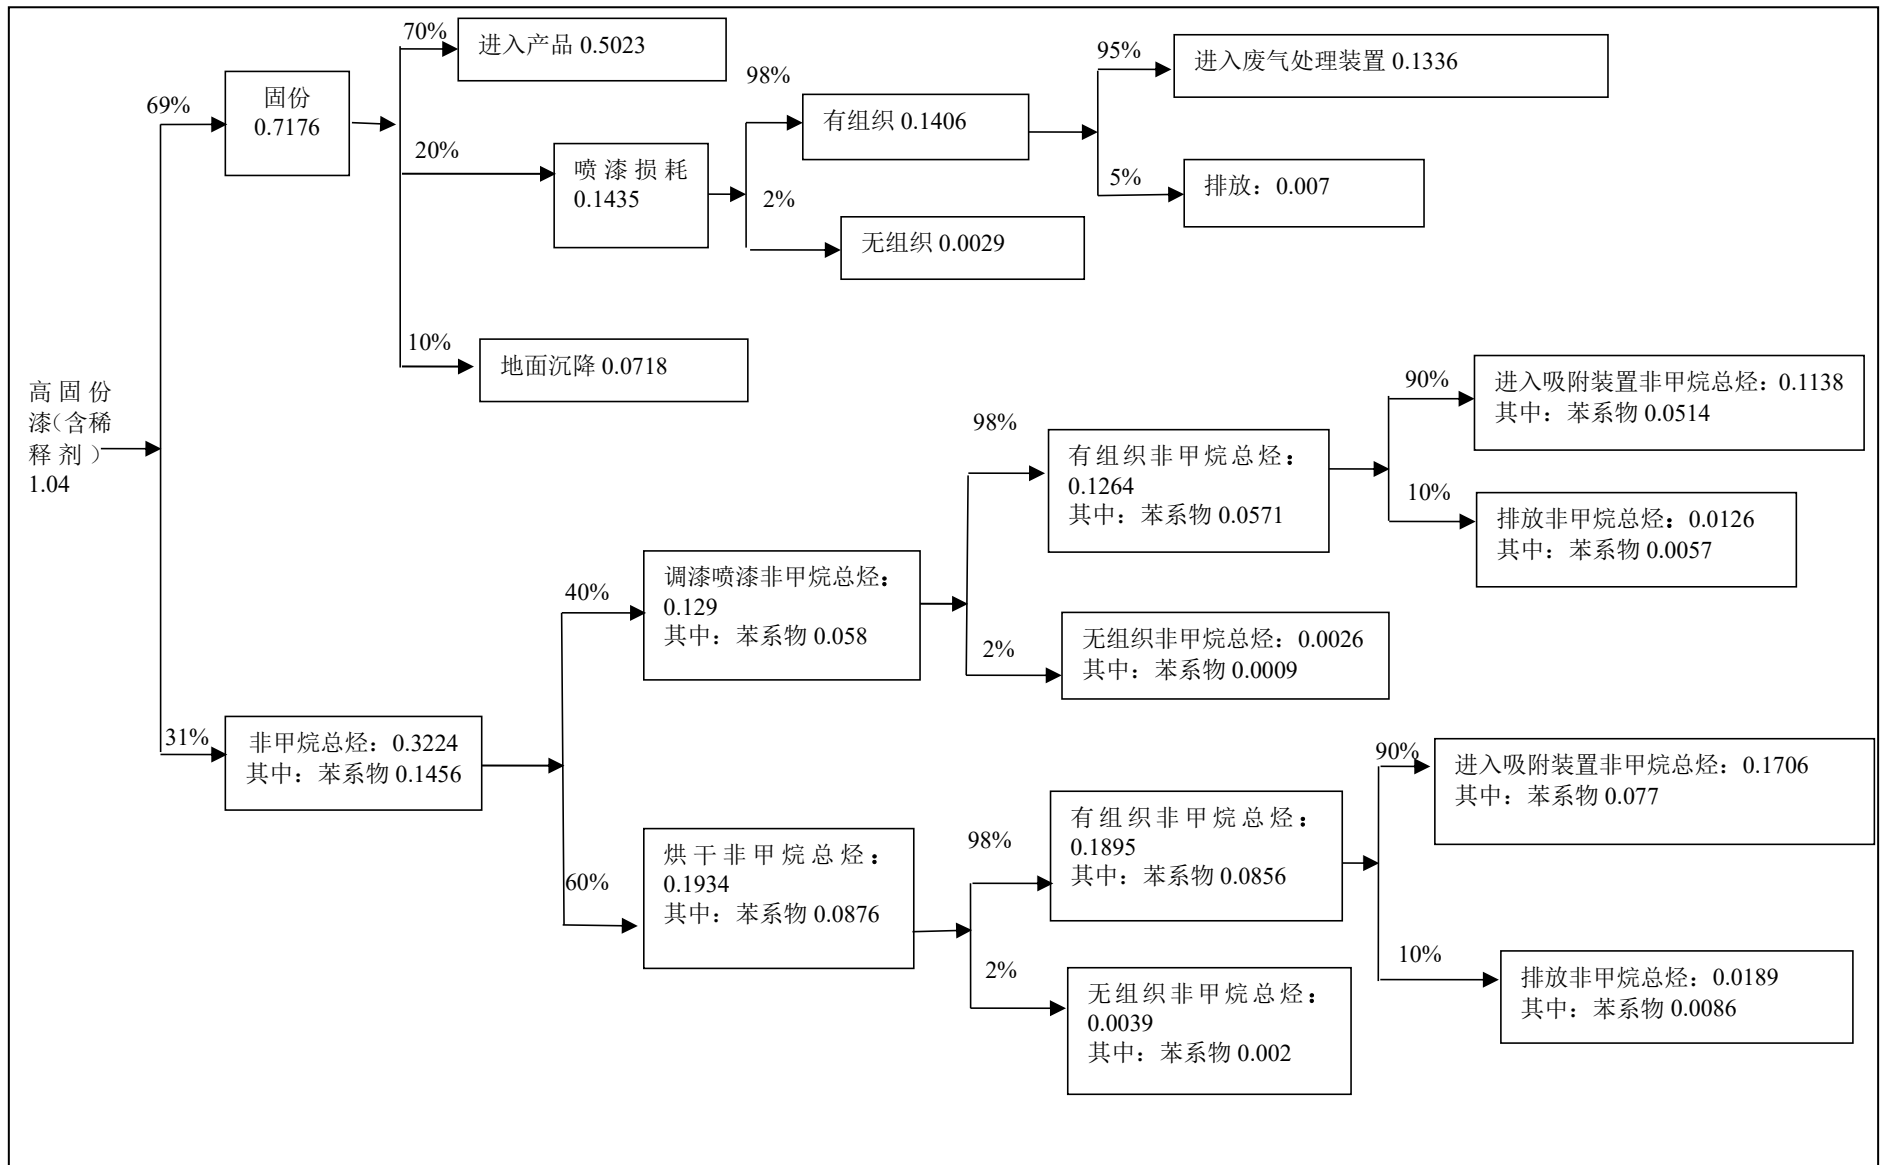 70%
进入产品 0.5023
69%
固份
0.7176
98%
95%
进入废气处理装置 0.1336
有组织 0.1406
20%
喷漆损耗
0.1435
2%
5%
排放：0.007
无组织 0.0029
10%
地面沉降 0.0718
高固份
漆（含稀
释剂）
1.04
90%
进入吸附装置非甲烷总烃：0.1138
其中：苯系物 0.0514
98%
有组织非甲烷总烃：
0.1264
其中：苯系物 0.0571
10%
排放非甲烷总烃：0.0126
其中：苯系物 0.0057
40%
调漆喷漆非甲烷总烃：
0.129
其中：苯系物 0.058
2%
无组织非甲烷总烃：0.0026
其中：苯系物 0.0009
31%
非甲烷总烃：0.3224
其中：苯系物 0.1456
90%
进入吸附装置非甲烷总烃：0.1706
其中：苯系物 0.077
60%
烘干非甲烷总烃：
0.1934
其中：苯系物 0.0876
98%
有组织非甲烷总烃：
0.1895
其中：苯系物 0.0856
2%
无组织非甲烷总烃：
0.0039
其中：苯系物 0.002
10%
排放非甲烷总烃：0.0189
其中：苯系物 0.0086